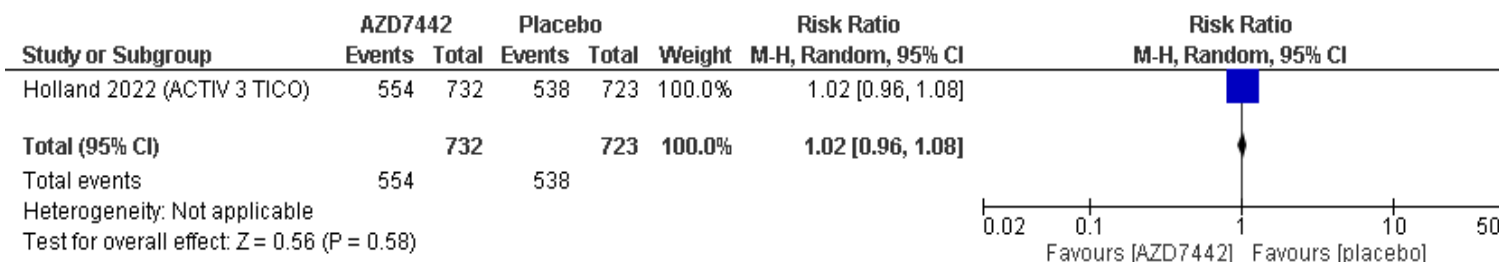 AZD7442 Placebo Risk Ratio Risk Ratio
Study or Subgroup Events Total Events Total Weight M-H, Random, 95% CI M-H, Random, 95% CI
Holland 2022 (ACTIV 3 TICO) 554 732 538 723 100.0% 1.02 [0.96, 1.08]
Total (95% CI) 732 723 100.0% 1.02 [0.96, 1.08]
Total events 554 538
Heterogeneity: Not applicable
Test for overall effect: Z = 0.56 (P = 0.58)
0.02 0.1 1 10 50
Favours [AZD7442] Favours [placebo]